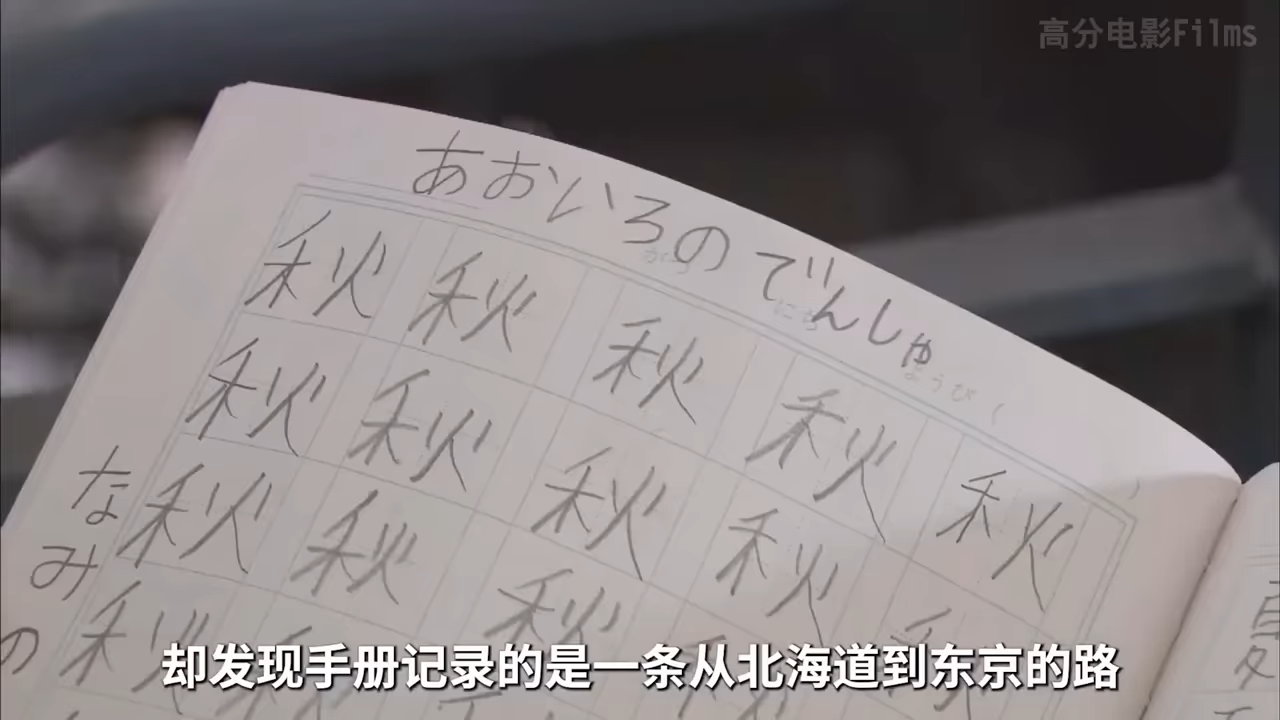 高分电影Films
あおいろのでんしゃ
秋 秋 秋 秋 秋
秋 秋 秋 秋
秋 秋 秋
秋
なみの
夏
却发现手册记录的是一条从北海道到东京的路